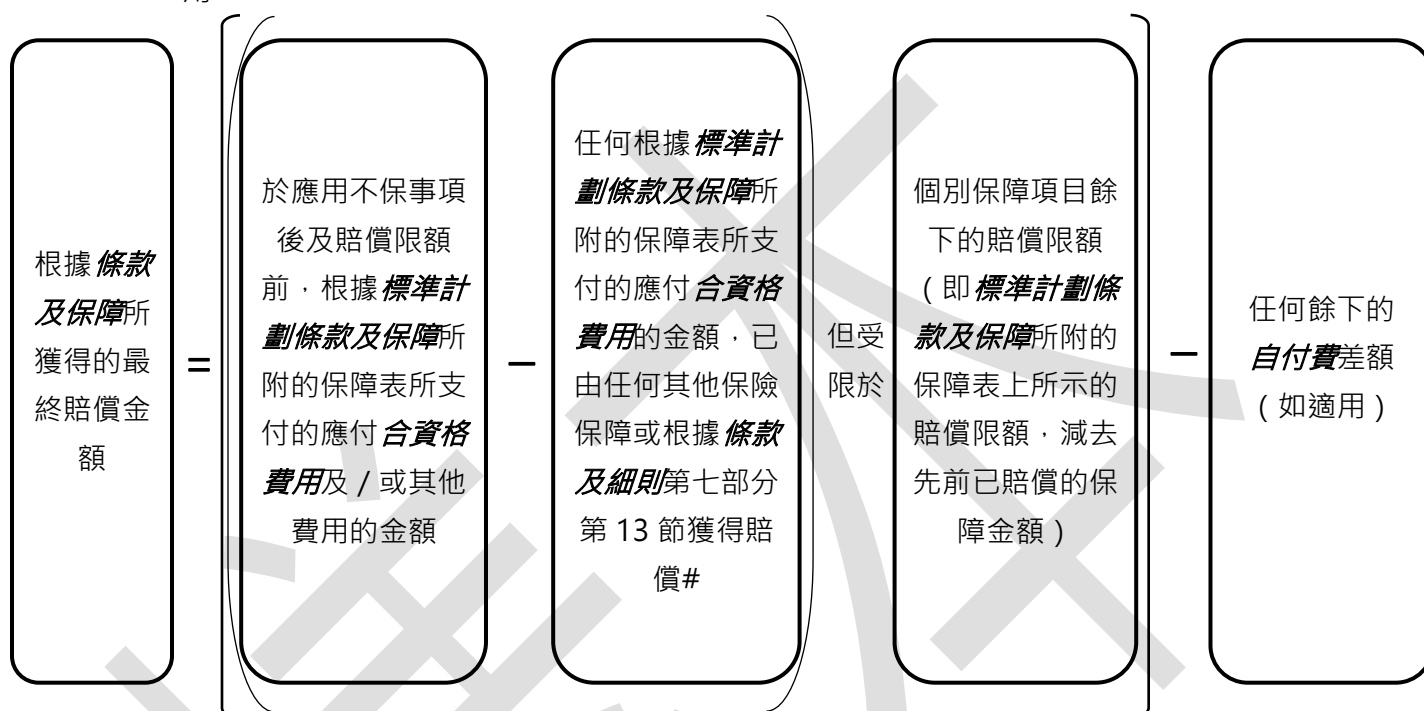 用
根據條款
及保障所
獲得的最
終賠償金
額
=
於應用不保事項
後及賠償限額
前，根據標準計
劃條款及保障所
附的保障表所支
付的應付合資格
費用及 / 或其他
費用的金額
–
任何根據標準計
劃條款及保障所
附的保障表所支
付的應付合資格
費用的金額，已
由任何其他保險
保障或根據條款
及細則第七部分
第 13 節獲得賠
償#
但受
限於
個別保障項目餘
下的賠償限額
（即標準計劃條
款及保障所附的
保障表上所示的
賠償限額，減去
先前已賠償的保
障金額）
–
任何餘下的
自付費差額
（如適用）